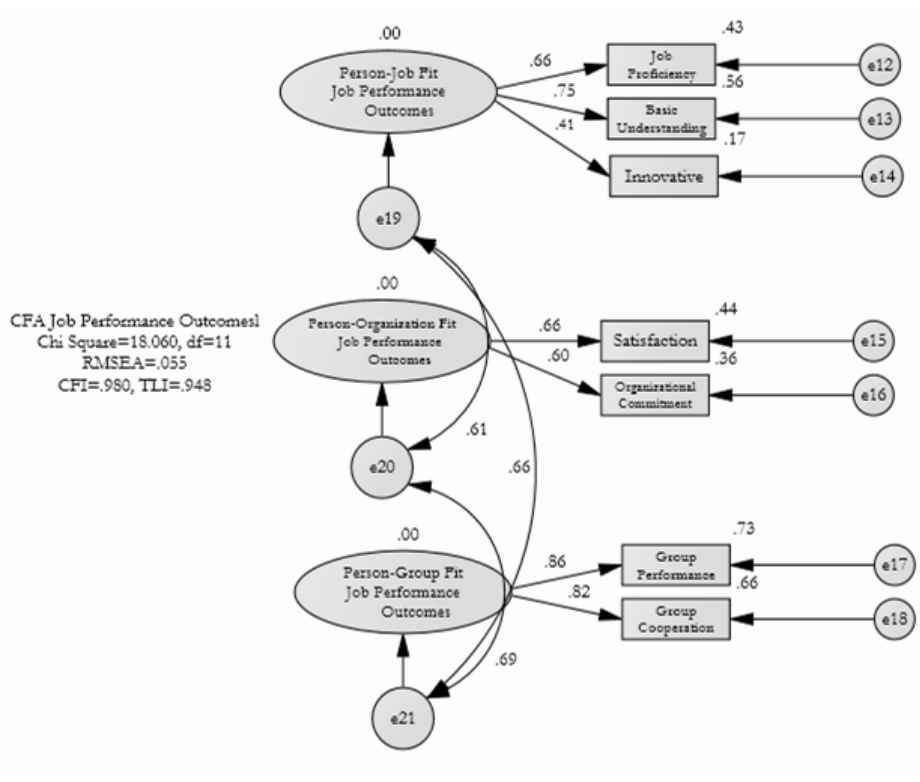 .00
Person-Job Fit
Job Performance
Outcomes
.66
.75
.41
.43
Job
Proficiency
e12
.56
Basic
Understanding
e13
.17
Innovative
e14
e19
.00
Person-Organization Fit
Job Performance
Outcomes
CFA Job Performance Outcomesl
Chi Square=18.060, df=11
RMSEA=.055
CFI=.980, TLI=.948
.66
.60
.44
Satisfaction
e15
.36
Organizational
Commitment
e16
.61
e20
.66
.00
Person-Group Fit
Job Performance
Outcomes
.86
.82
.73
Group
Performance
e17
.66
Group
Cooperation
e18
.69
e21